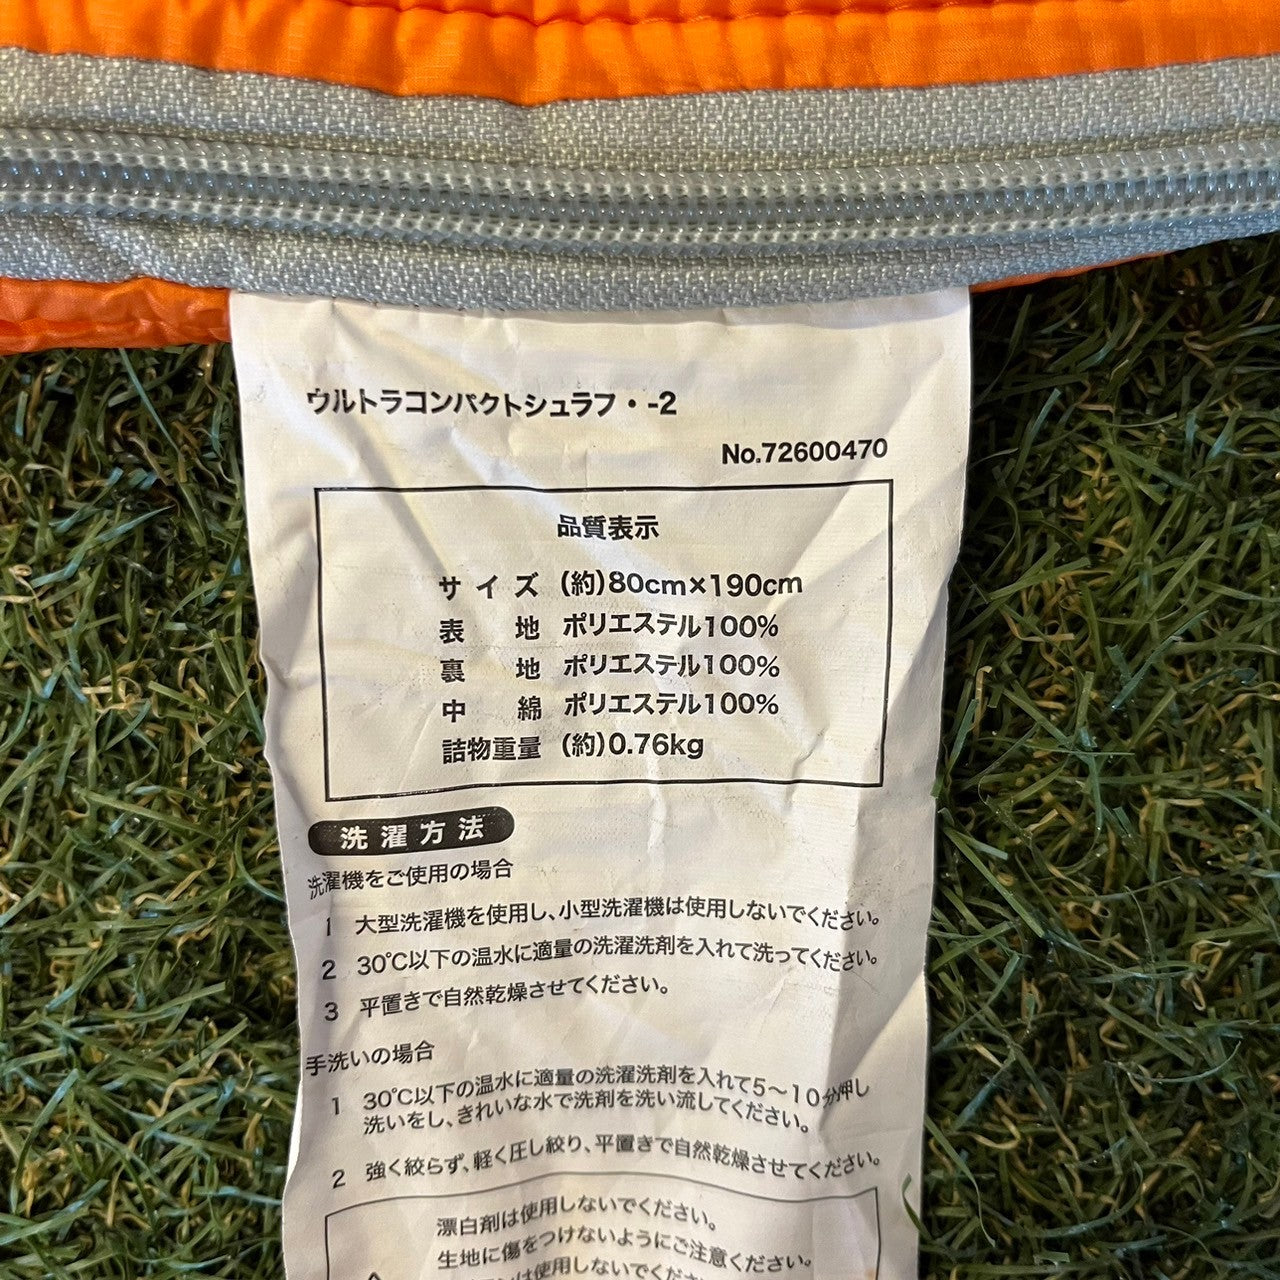 ウルトラコンパクトシュラフ・-2
No.72600470
品質表示
サイズ (約)80cm×190cm
表地 ポリエステル100%
裏地 ポリエステル100%
中綿 ポリエステル100%
詰物重量 (約)0.76kg
洗濯方法
洗濯機をご使用の場合
1 大型洗濯機を使用し、小型洗濯機は使用しないでください。
2 30℃以下の温水に適量の洗濯洗剤を入れて洗ってください。
3 平置きで自然乾燥させてください。
手洗いの場合
1 30℃以下の温水に適量の洗濯洗剤を入れて5～10分押し
洗いをし、きれいな水で洗剤を洗い流してください。
2 強く絞らず、軽く圧し絞り、平置きで自然乾燥させてください。
漂白剤は使用しないでください。
生地に傷をつけないようにご注意ください。
は使用しないでください。